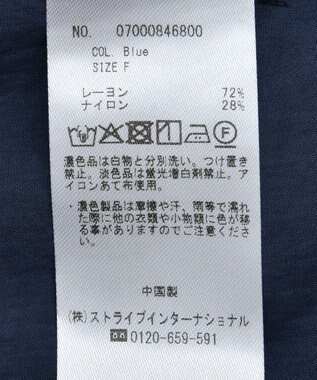 NO. 07000846800
COL. Blue
SIZE F
レーヨン 72%
ナイロン 28%
濃色品は白物と分別洗い。つけ置き
禁止。淡色品は蛍光増白剤禁止。ア
イロンあて布使用。
・濃色製品は摩擦や汗、雨等で濡れ
た際に他の衣類や小物類に色が移
る事がありますのでご注意くださ
い。
中国製
(株)ストライプインターナショナル
☎0120-659-591